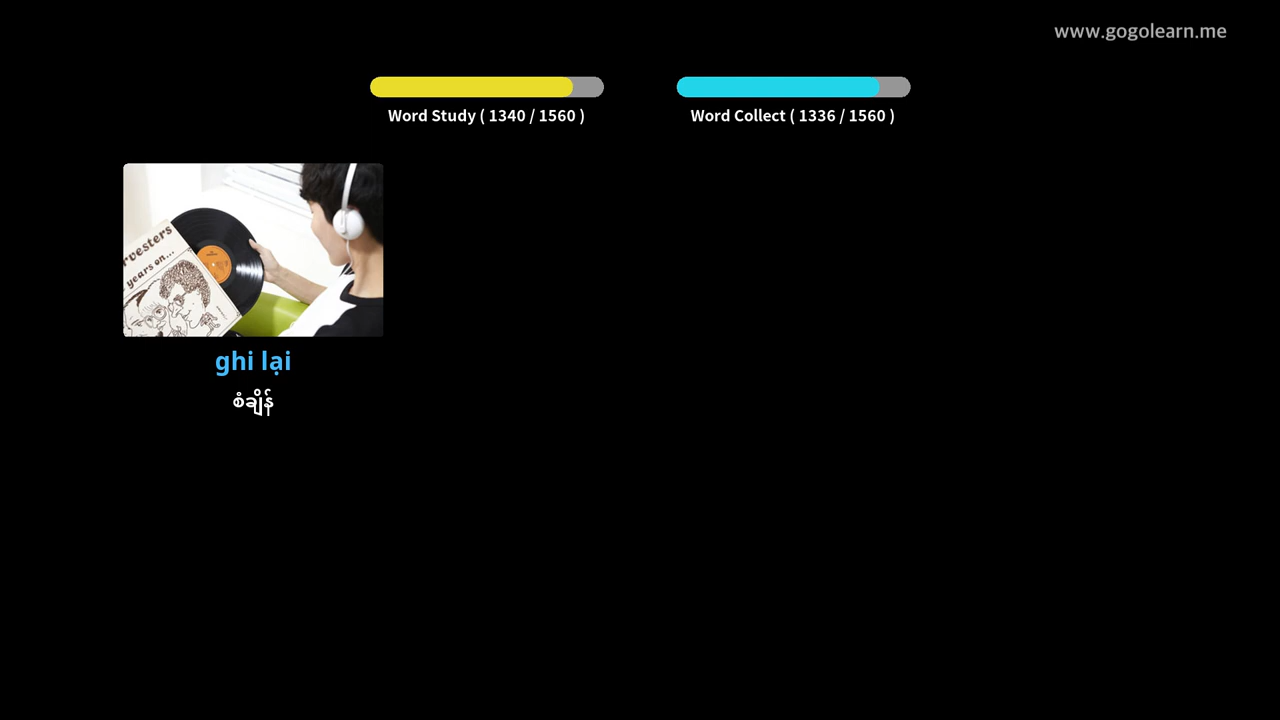 www.gogolearn.me
Word Study ( 1340 / 1560 )
Word Collect ( 1336 / 1560 )
rvesters
years on...
ghi lại
စံချိန်